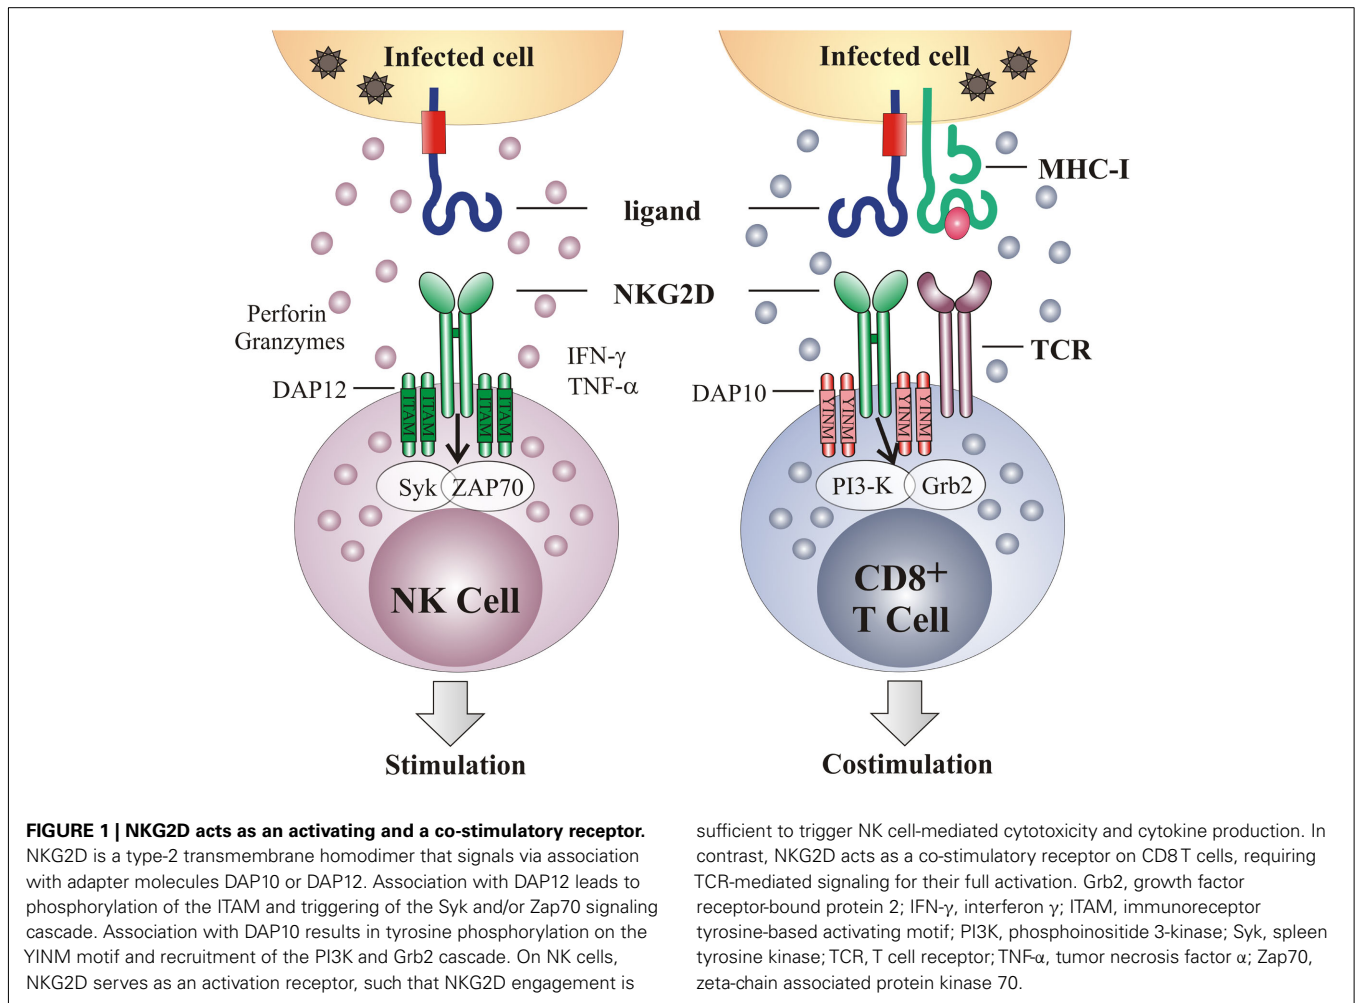 Infected cell
Infected cell
MHC-I
ligand
NKG2D
Perforin
Granzymes
IFN-γ
TNF-α
TCR
DAP12
DAP10
ITAM
ITAM
ITAM
ITAM
YINM
YINM
YINM
YINM
Syk
ZAP70
PI3-K
Grb2
NK Cell
CD8+
T Cell
Stimulation
Costimulation
FIGURE 1 | NKG2D acts as an activating and a co-stimulatory receptor.
NKG2D is a type-2 transmembrane homodimer that signals via association
with adapter molecules DAP10 or DAP12. Association with DAP12 leads to
phosphorylation of the ITAM and triggering of the Syk and/or Zap70 signaling
cascade. Association with DAP10 results in tyrosine phosphorylation on the
YINM motif and recruitment of the PI3K and Grb2 cascade. On NK cells,
NKG2D serves as an activation receptor, such that NKG2D engagement is
sufficient to trigger NK cell-mediated cytotoxicity and cytokine production. In
contrast, NKG2D acts as a co-stimulatory receptor on CD8 T cells, requiring
TCR-mediated signaling for their full activation. Grb2, growth factor
receptor-bound protein 2; IFN-γ, interferon γ; ITAM, immunoreceptor
tyrosine-based activating motif; PI3K, phosphoinositide 3-kinase; Syk, spleen
tyrosine kinase; TCR, T cell receptor; TNF-α, tumor necrosis factor α; Zap70,
zeta-chain associated protein kinase 70.